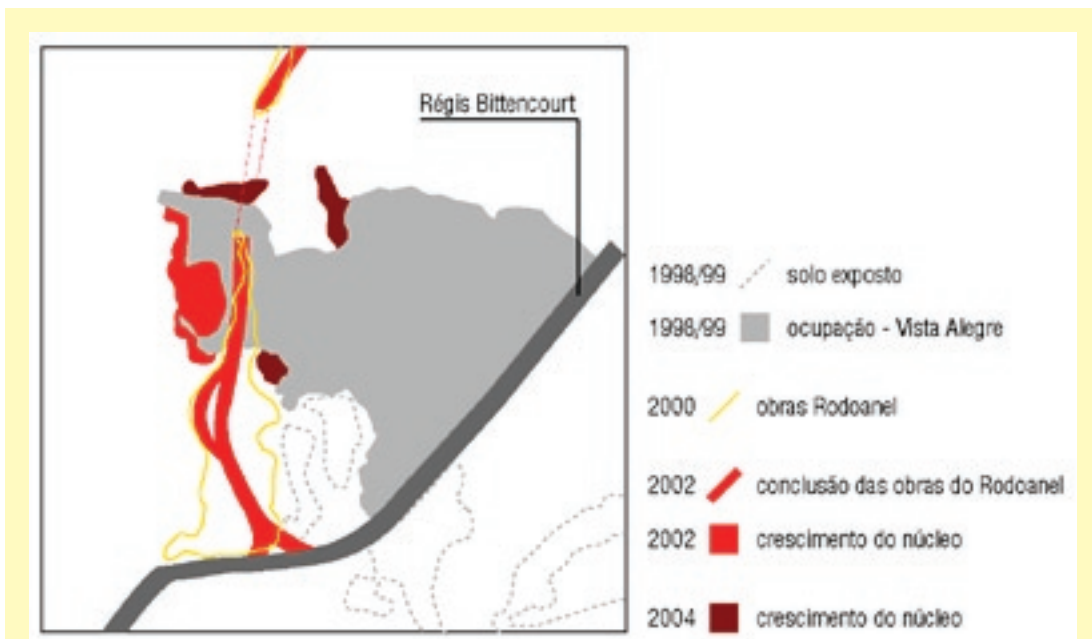 Régis Bittencourt
1998/99 solo exposto
1998/99 ocupação - Vista Alegre
2000 obras Rodoanel
2002 conclusão das obras do Rodoanel
2002 crescimento do núcleo
2004 crescimento do núcleo